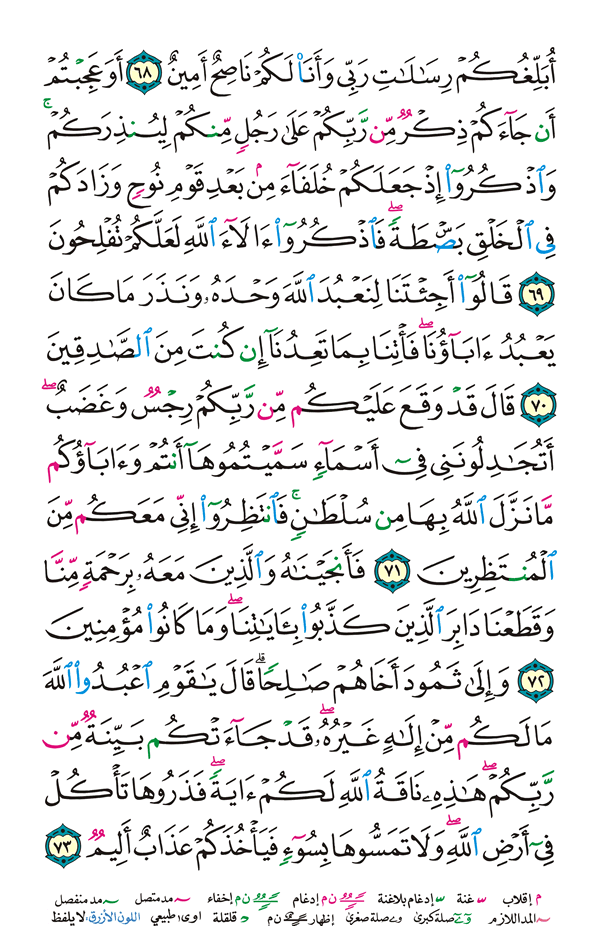 أُبَلِّغُكُمْ رِسَٰلَٰتِ رَبِّى وَأَنَا۠ لَكُمْ نَاصِحٌ أَمِينٌ ٦٨ أَوَعَجِبْتُمْ
أَن جَآءَكُمْ ذِكْرٌ مِّن رَّبِّكُمْ عَلَىٰ رَجُلٍ مِّنكُمْ لِيُنذِرَكُمْ ۚ
وَٱذْكُرُوٓا۟ إِذْ جَعَلَكُمْ خُلَفَآءَ مِنۢ بَعْدِ قَوْمِ نُوحٍ وَزَادَكُمْ
فِى ٱلْخَلْقِ بَصْۜطَةً ۖ فَٱذْكُرُوٓا۟ ءَالَآءَ ٱللَّهِ لَعَلَّكُمْ تُفْلِحُونَ
٦٩ قَالُوٓا۟ أَجِئْتَنَا لِنَعْبُدَ ٱللَّهَ وَحْدَهُۥ وَنَذَرَ مَا كَانَ
يَعْبُدُ ءَابَآؤُنَا ۖ فَأْتِنَا بِمَا تَعِدُنَآ إِن كُنتَ مِنَ ٱلصَّٰدِقِينَ
٧٠ قَالَ قَدْ وَقَعَ عَلَيْكُم مِّن رَّبِّكُمْ رِجْسٌ وَغَضَبٌ ۖ
أَتُجَٰدِلُونَنِى فِىٓ أَسْمَآءٍ سَمَّيْتُمُوهَآ أَنتُمْ وَءَابَآؤُكُم
مَّا نَزَّلَ ٱللَّهُ بِهَا مِن سُلْطَٰنٍ ۚ فَٱنتَظِرُوٓا۟ إِنِّى مَعَكُم مِّنَ
ٱلْمُنتَظِرِينَ ٧١ فَأَنجَيْنَٰهُ وَٱلَّذِينَ مَعَهُۥ بِرَحْمَةٍ مِّنَّا
وَقَطَعْنَا دَابِرَ ٱلَّذِينَ كَذَّبُوا۟ بِـَٔايَٰتِنَا ۖ وَمَا كَانُوا۟ مُؤْمِنِينَ
٧٢ وَإِلَىٰ ثَمُودَ أَخَاهُمْ صَٰلِحًا ۗ قَالَ يَٰقَوْمِ ٱعْبُدُوا۟ ٱللَّهَ
مَا لَكُم مِّنْ إِلَٰهٍ غَيْرُهُۥ ۖ قَدْ جَآءَتْكُم بَيِّنَةٌ مِّن
رَّبِّكُمْ ۖ هَٰذِهِۦ نَاقَةُ ٱللَّهِ لَكُمْ ءَايَةً ۖ فَذَرُوهَا تَأْكُلْ
فِىٓ أَرْضِ ٱللَّهِ ۖ وَلَا تَمَسُّوهَا بِسُوٓءٍ فَيَأْخُذَكُمْ عَذَابٌ أَلِيمٌ ٧٣
م إقلاب غنة إدغام بلاغنة ن م إدغام ن م إخفاء مد متصل مد منفصل
المد اللازم صلة كبرى صلة صغرى إظهار ن م قلقلة اوى: طبيعي اللون الأزرق: لا يلفظ